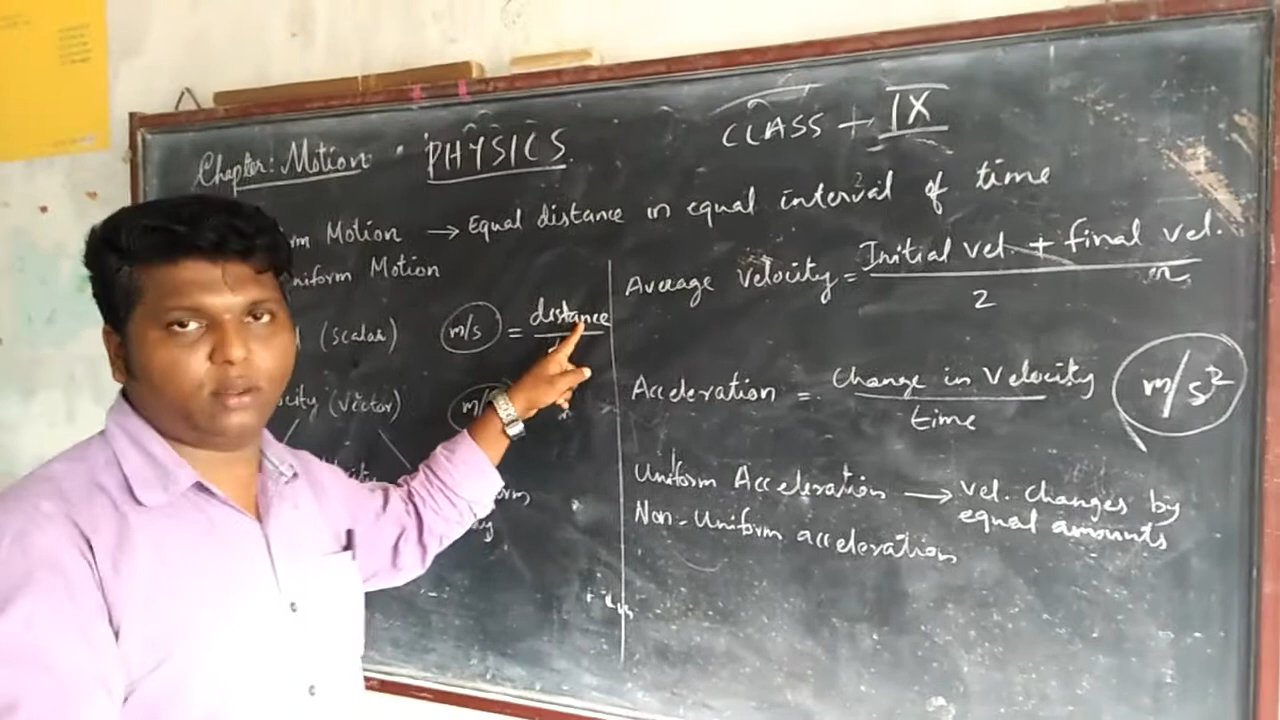 Chapter: Motion PHYSICS CLASS - IX
Motion → Equal distance in equal interval of time
Motion
(scalar) m/s = distance
(vector)
Average Velocity = Initial vel. + final vel.
2
Acceleration = Change in Velocity m/s²
time
Uniform Acceleration → vel. changes by
equal amounts
Non-Uniform acceleration